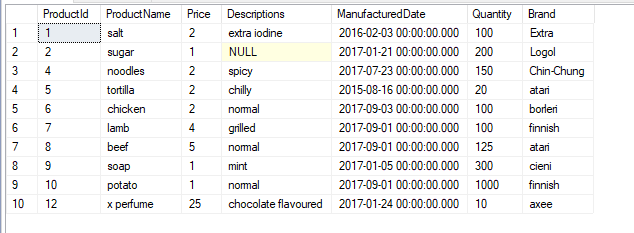 ProductId ProductName Price Descriptions ManufacturedDate Quantity Brand
1 1 salt 2 extra iodine 2016-02-03 00:00:00.000 100 Extra
2 2 sugar 1 NULL 2017-01-21 00:00:00.000 200 Logol
3 4 noodles 2 spicy 2017-07-23 00:00:00.000 150 Chin-Chung
4 5 tortilla 2 chilly 2015-08-16 00:00:00.000 20 atari
5 6 chicken 2 normal 2017-09-03 00:00:00.000 100 borleri
6 7 lamb 4 grilled 2017-09-01 00:00:00.000 100 finnish
7 8 beef 5 normal 2017-09-01 00:00:00.000 125 atari
8 9 soap 1 mint 2017-01-05 00:00:00.000 300 cieni
9 10 potato 1 normal 2017-09-01 00:00:00.000 1000 finnish
10 12 x perfume 25 chocolate flavoured 2017-01-24 00:00:00.000 10 axee